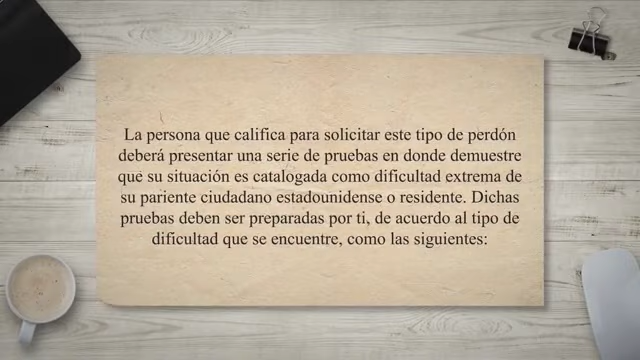 La persona que califica para solicitar este tipo de perdón
deberá presentar una serie de pruebas en donde demuestre
que su situación es catalogada como dificultad extrema de
su pariente ciudadano estadounidense o residente. Dichas
pruebas deben ser preparadas por ti, de acuerdo al tipo de
dificultad que se encuentre, como las siguientes: